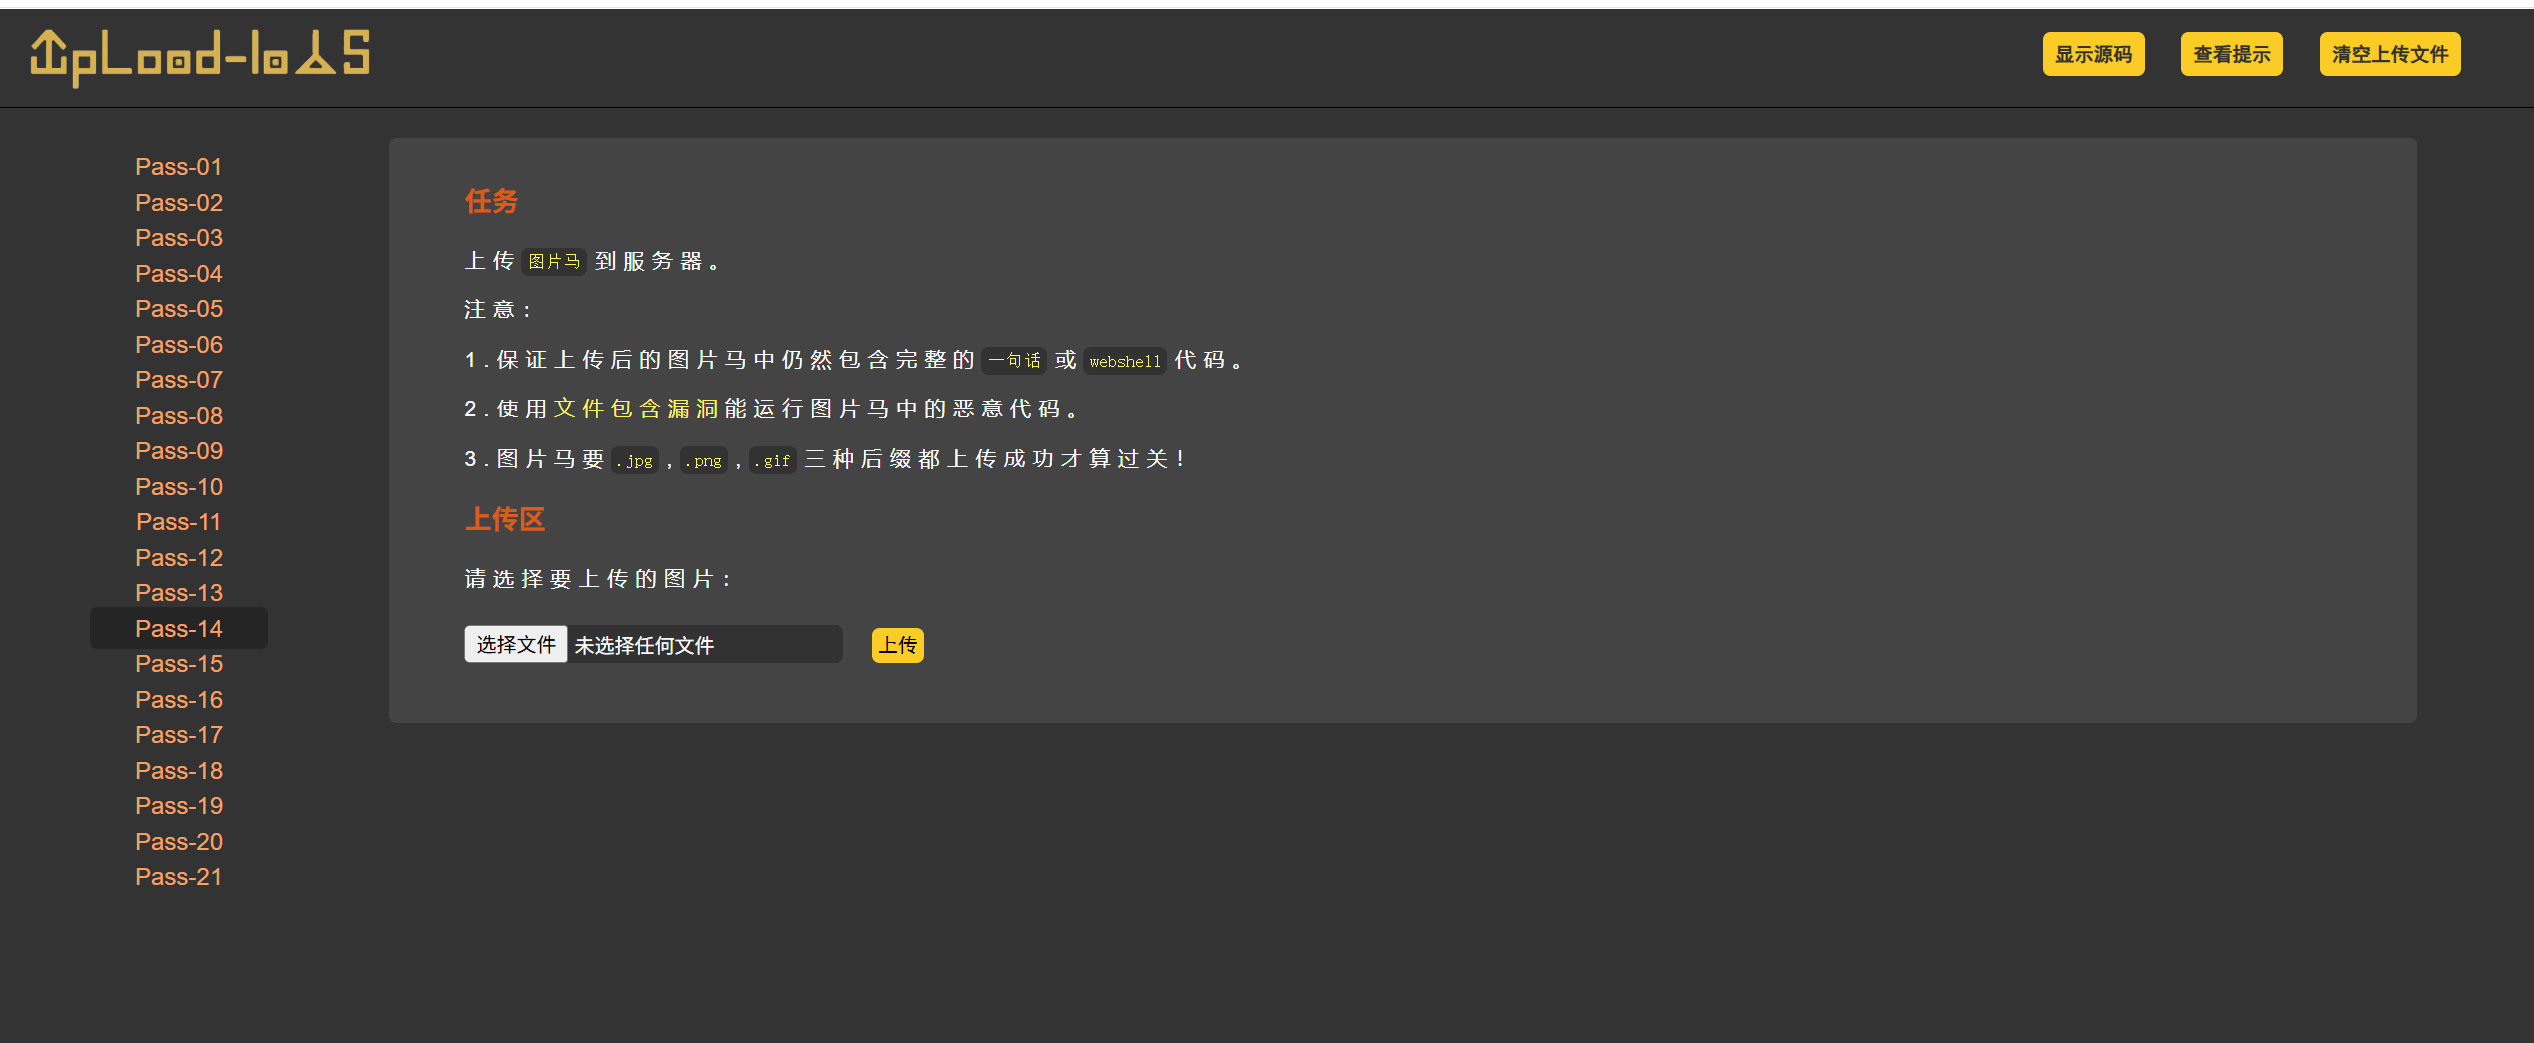 UpLoad-labs
显示源码 查看提示 清空上传文件
Pass-01
Pass-02
Pass-03
Pass-04
Pass-05
Pass-06
Pass-07
Pass-08
Pass-09
Pass-10
Pass-11
Pass-12
Pass-13
Pass-14
Pass-15
Pass-16
Pass-17
Pass-18
Pass-19
Pass-20
Pass-21
任务
上传图片马到服务器。
注意：
1.保证上传后的图片马中仍然包含完整的一句话或webshell代码。
2.使用文件包含漏洞能运行图片马中的恶意代码。
3.图片马要.jpg,.png,.gif三种后缀都上传成功才算过关！
上传区
请选择要上传的图片：
选择文件 未选择任何文件 上传